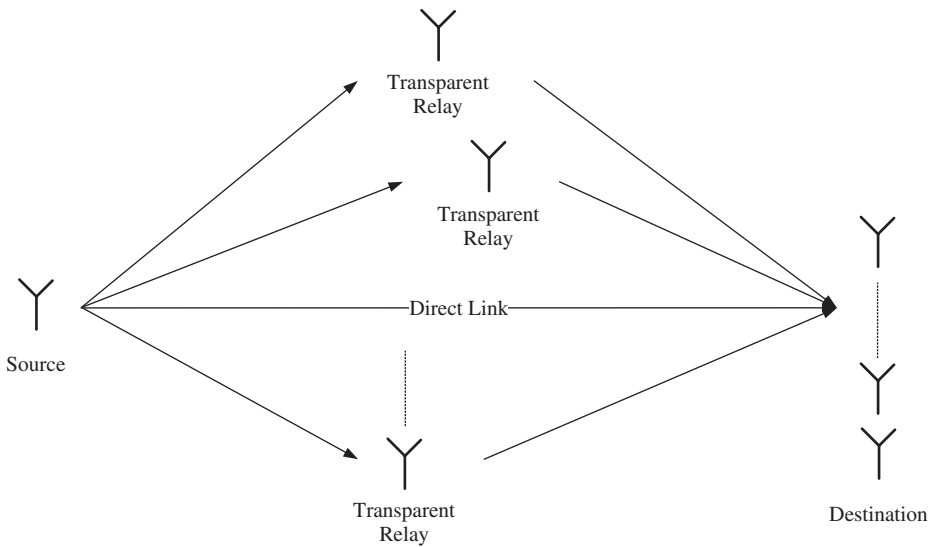 Transparent
Relay
Transparent
Relay
Direct Link
Source
Transparent
Relay
Destination